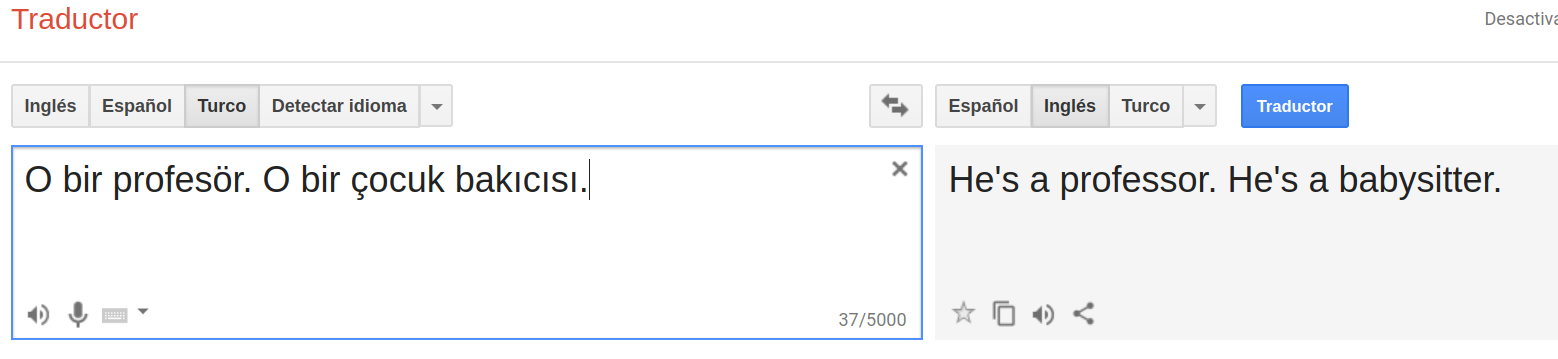 Traductor
Desactiva
Inglés Español Turco Detectar idioma
Español Inglés Turco Traductor
O bir profesör. O bir çocuk bakıcısı.
He's a professor. He's a babysitter.
37/5000